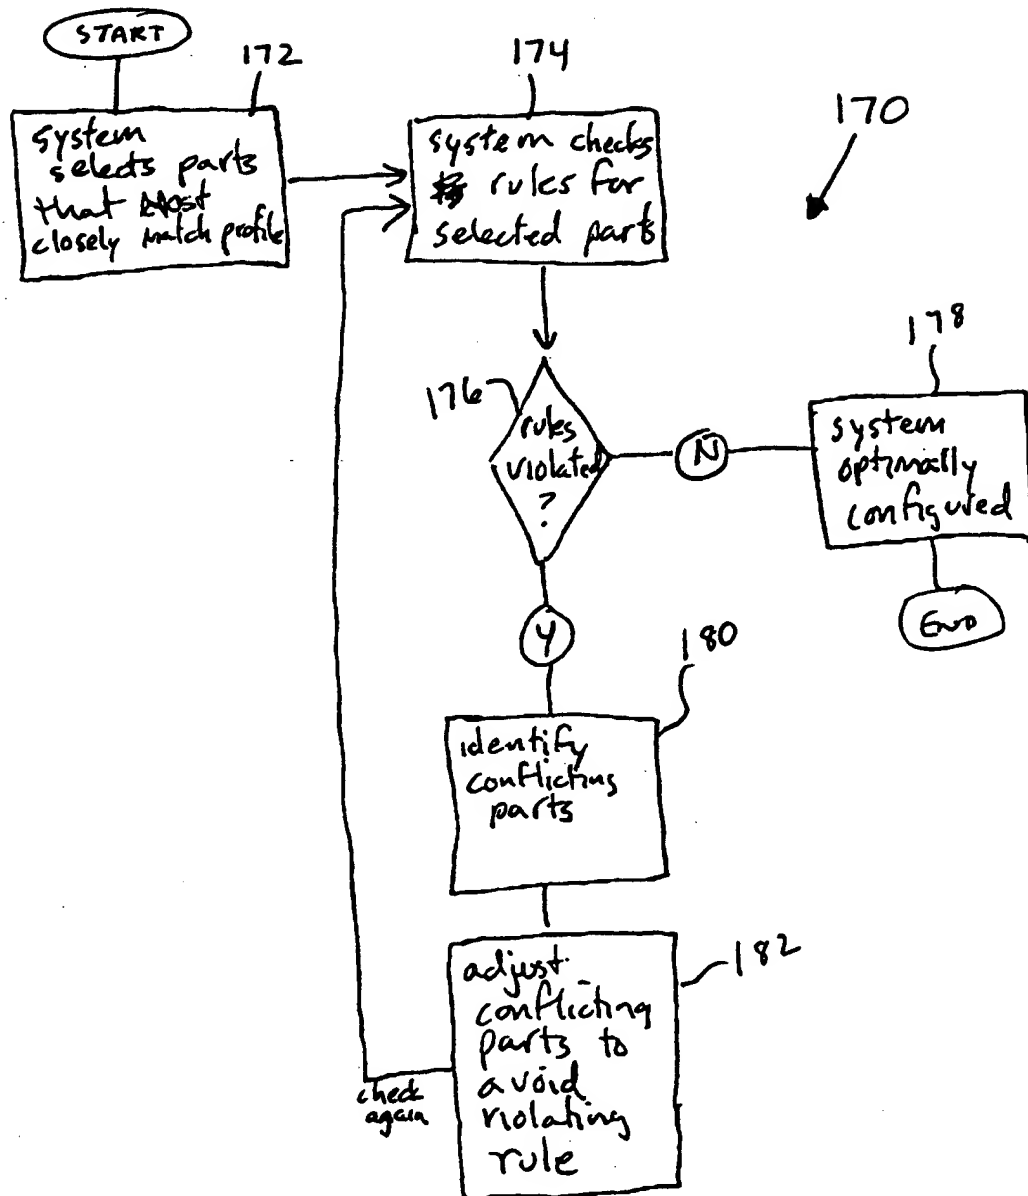 START
172
system
selects parts
that most
closely match profile
174
system checks
rules for
selected parts
170
176
rules
violated
?
N
178
system
optimally
configured
END
Y
180
identify
conflicting
parts
182
adjust
conflicting
parts to
avoid
violating
rule
check
again